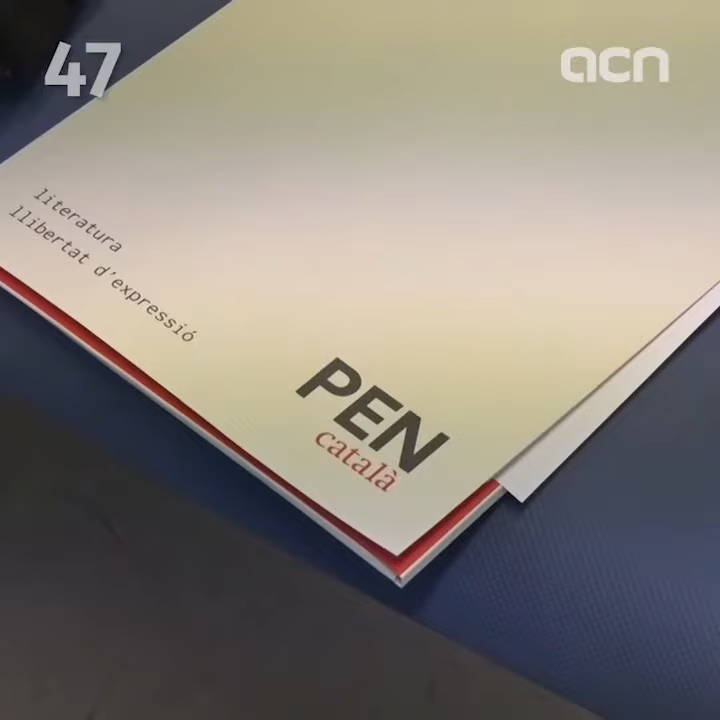 47
acn
literatura
llibertat d'expressió
PEN
català